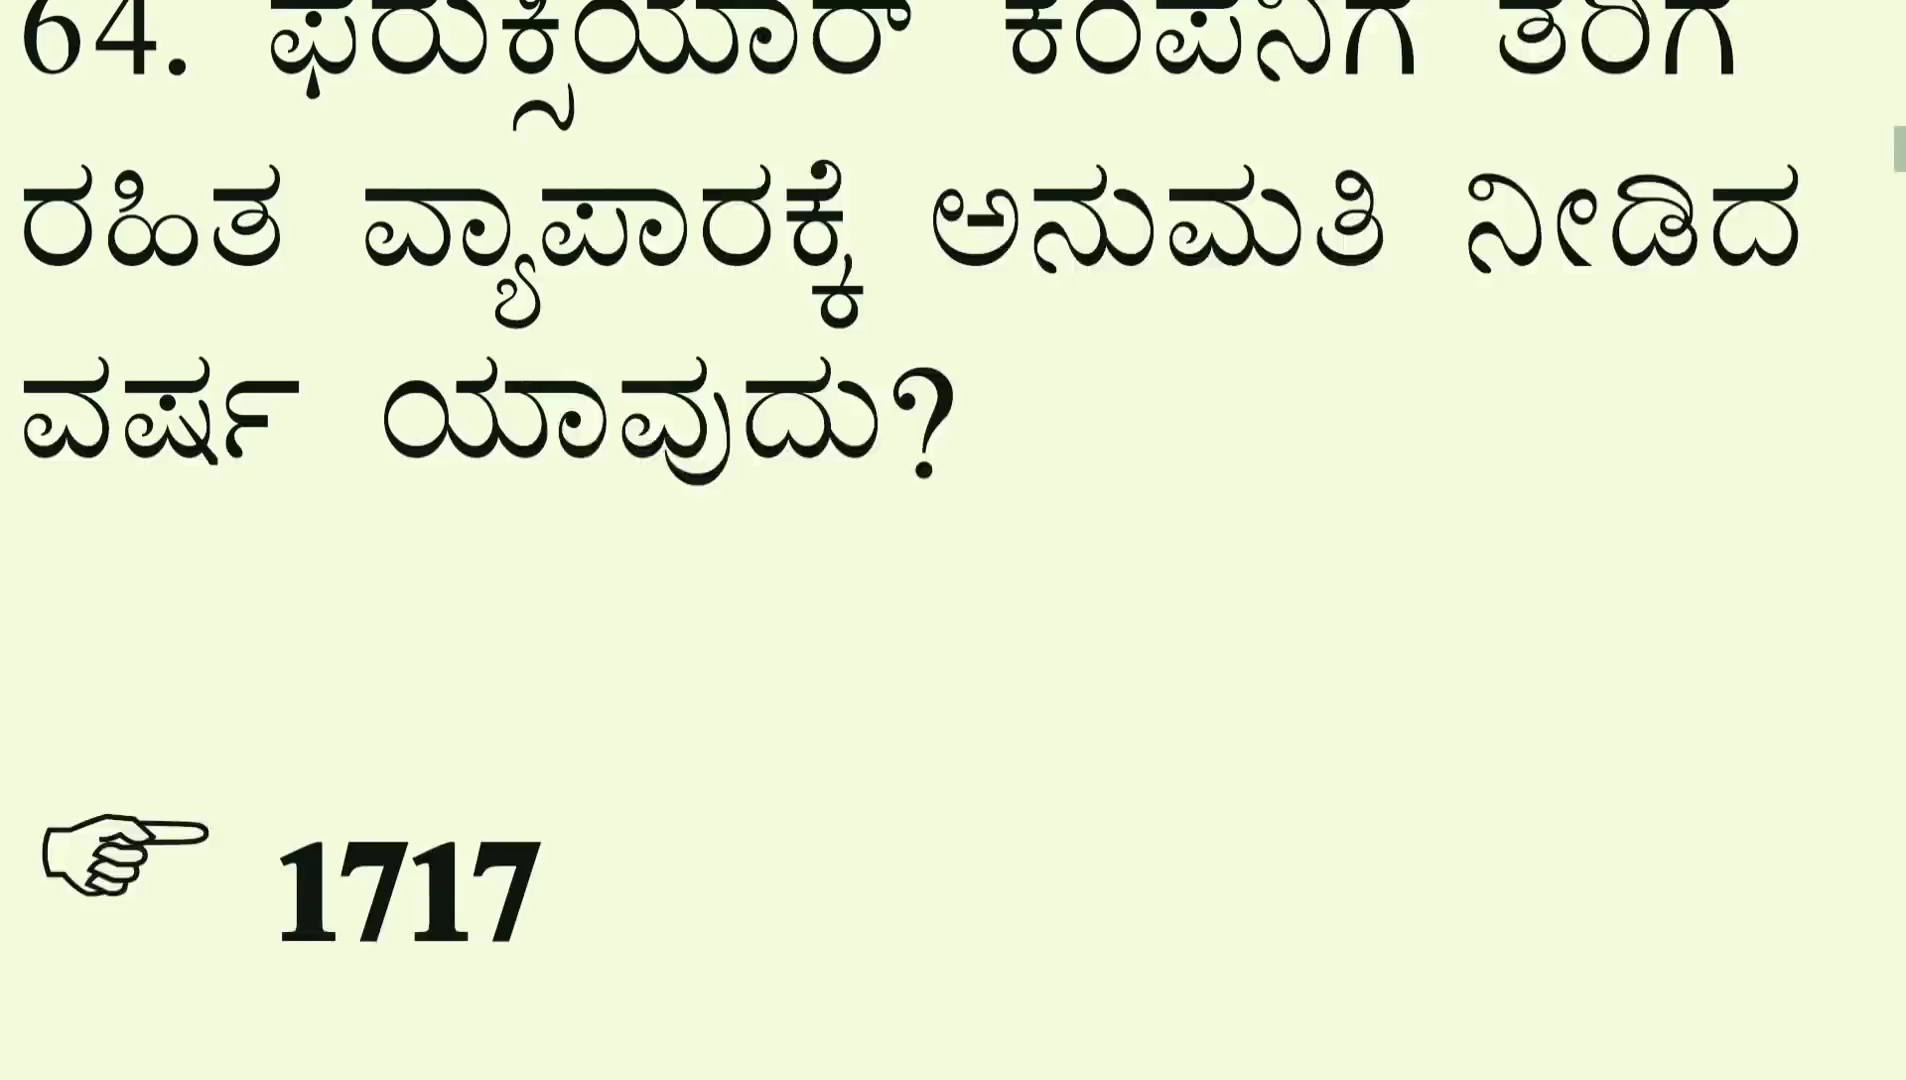 64. ಫರುಕ್ಸಿಯಾರ್ ಕಂಪನಿಗೆ ತೆರಿಗೆ
ರಹಿತ ವ್ಯಾಪಾರಕ್ಕೆ ಅನುಮತಿ ನೀಡಿದ
ವರ್ಷ ಯಾವುದು?
☞ 1717